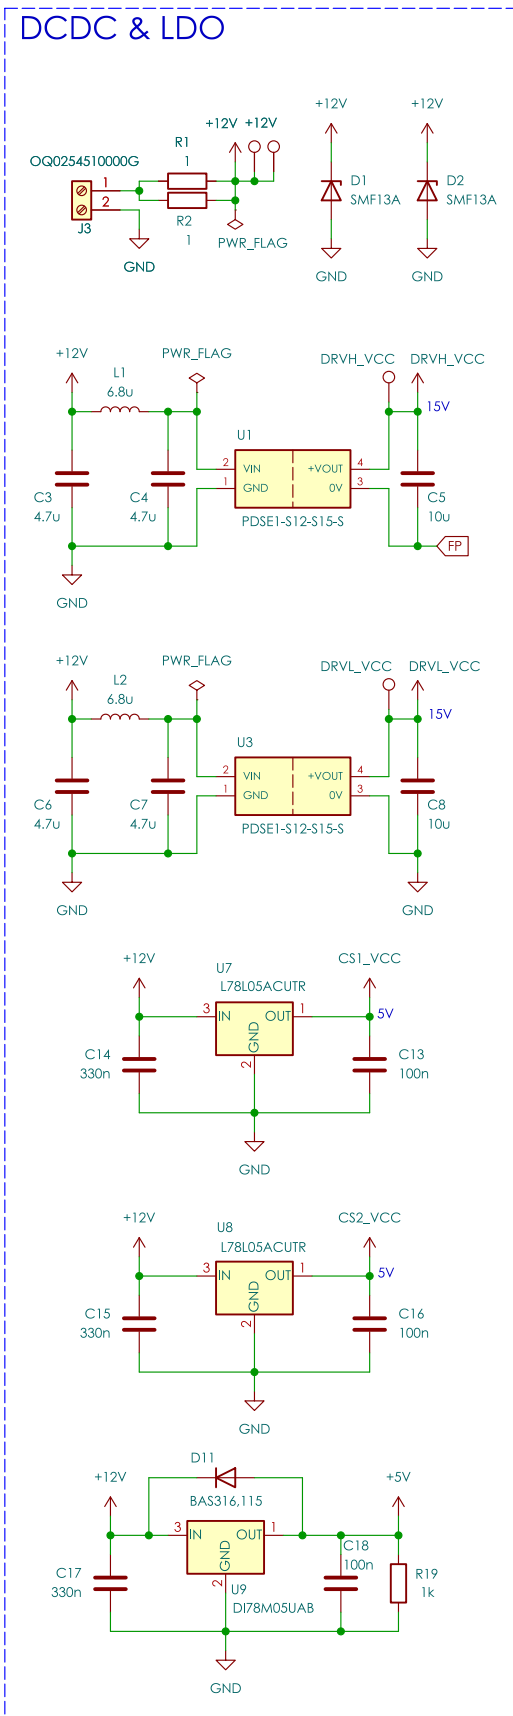 DCDC & LDO
+12V +12V
R1
1
OQ0254510000G
1
2
J3
GND
R2
1
PWR_FLAG
+12V
D1
SMF13A
GND
+12V
D2
SMF13A
GND
+12V
L1
6.8u
PWR_FLAG
DRVH_VCC DRVH_VCC
15V
U1
2 VIN +VOUT 4
1 GND 0V 3
PDSE1-S12-S15-S
C3
4.7u
C4
4.7u
C5
10u
FP
GND
+12V
L2
6.8u
PWR_FLAG
DRVL_VCC DRVL_VCC
15V
U3
2 VIN +VOUT 4
1 GND 0V 3
PDSE1-S12-S15-S
C6
4.7u
C7
4.7u
C8
10u
GND
GND
+12V
U7
L78L05ACUTR
CS1_VCC
5V
3 IN OUT 1
GND
2
C14
330n
C13
100n
GND
+12V
U8
L78L05ACUTR
CS2_VCC
5V
3 IN OUT 1
GND
2
C15
330n
C16
100n
GND
D11
BAS316,115
+12V
+5V
3 IN OUT 1
GND
2
U9
DI78M05UAB
C17
330n
C18
100n
R19
1k
GND